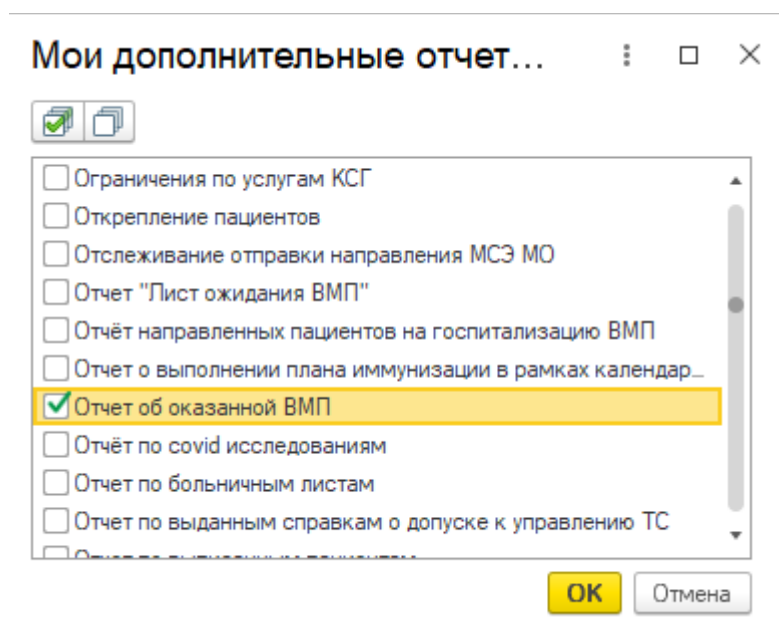 Мои дополнительные отчет...
Ограничения по услугам КСГ
Открепление пациентов
Отслеживание отправки направления МСЭ МО
Отчет "Лист ожидания ВМП"
Отчёт направленных пациентов на госпитализацию ВМП
Отчет о выполнении плана иммунизации в рамках календар...
Отчет об оказанной ВМП
Отчёт по covid исследованиям
Отчет по больничным листам
Отчет по выданным справкам о допуске к управлению ТС
OK Отмена